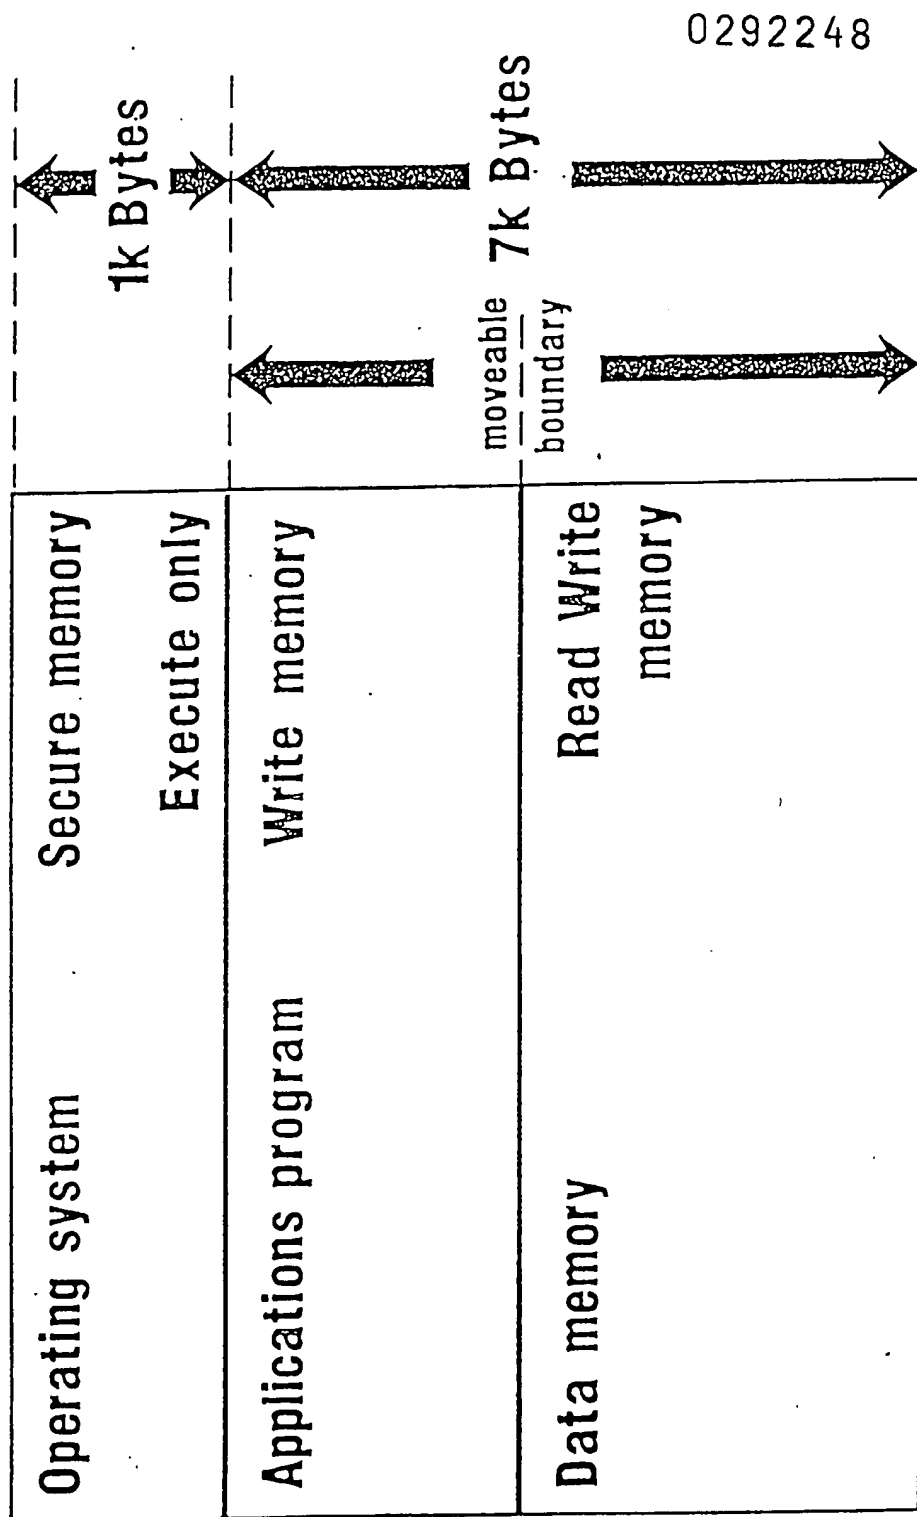 0292248
Operating system Secure memory 1k Bytes
Execute only
Applications program Write memory
moveable 7k Bytes
boundary
Data memory Read Write
memory